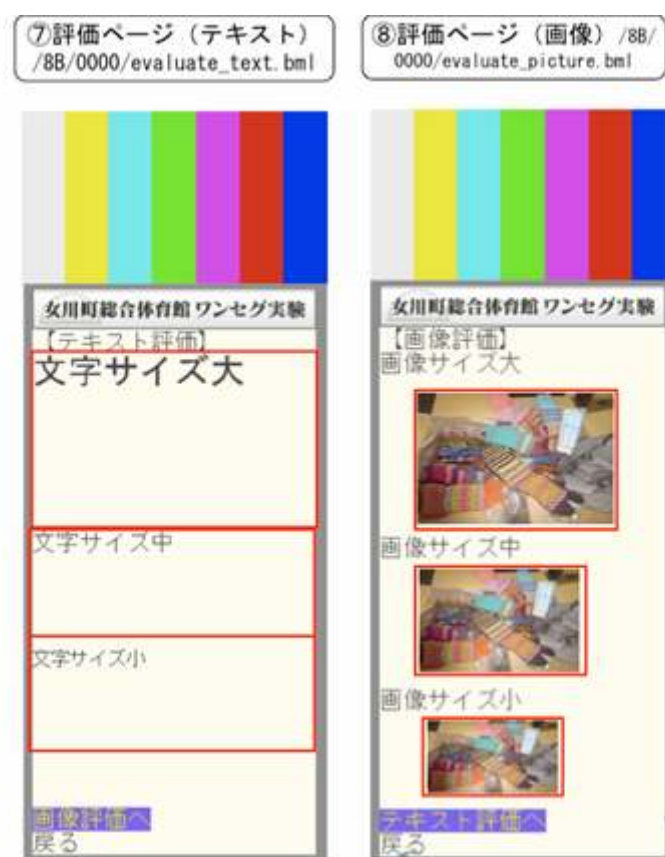 ⑦評価ページ（テキスト）
/8B/0000/evaluate_text.bml
女川町総合体育館 ワンセグ実験
【テキスト評価】
文字サイズ大
文字サイズ中
文字サイズ小
画像評価へ
戻る
⑧評価ページ（画像）/8B/
0000/evaluate_picture.bml
女川町総合体育館 ワンセグ実験
【画像評価】
画像サイズ大
画像サイズ中
画像サイズ小
テキスト評価へ
戻る